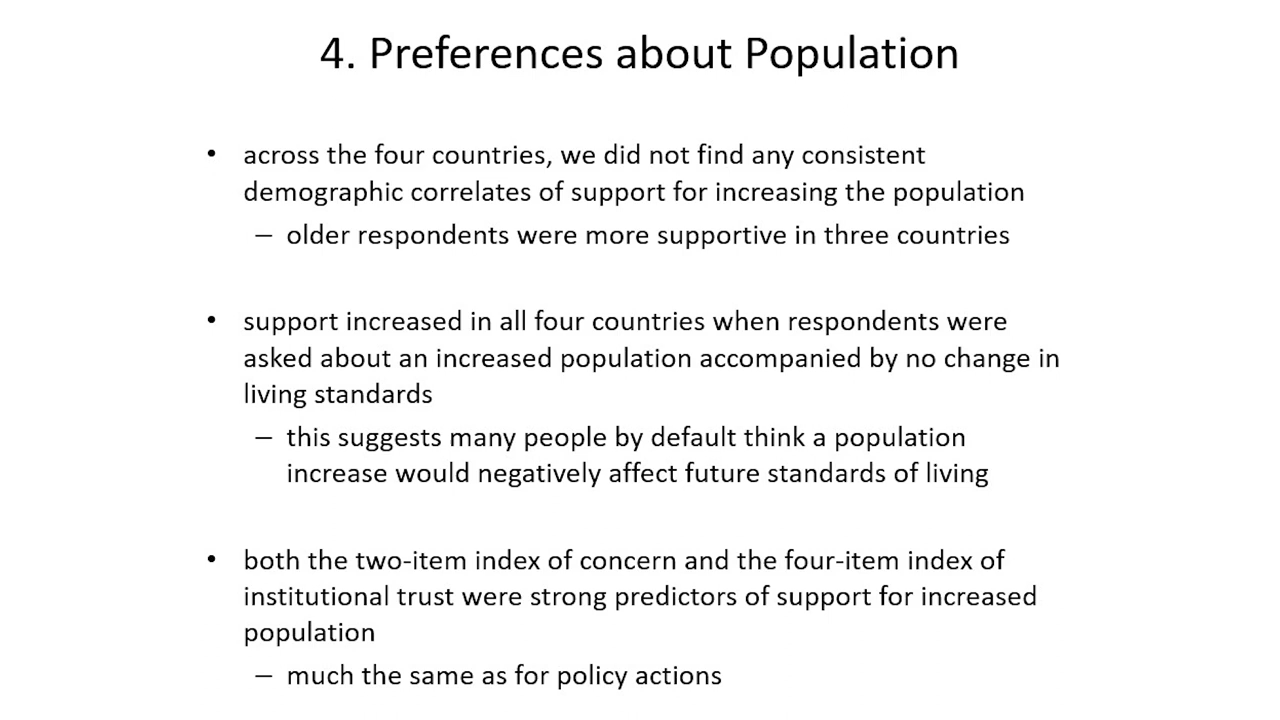 4. Preferences about Population
• across the four countries, we did not find any consistent
demographic correlates of support for increasing the population
– older respondents were more supportive in three countries
• support increased in all four countries when respondents were
asked about an increased population accompanied by no change in
living standards
– this suggests many people by default think a population
increase would negatively affect future standards of living
• both the two-item index of concern and the four-item index of
institutional trust were strong predictors of support for increased
population
– much the same as for policy actions